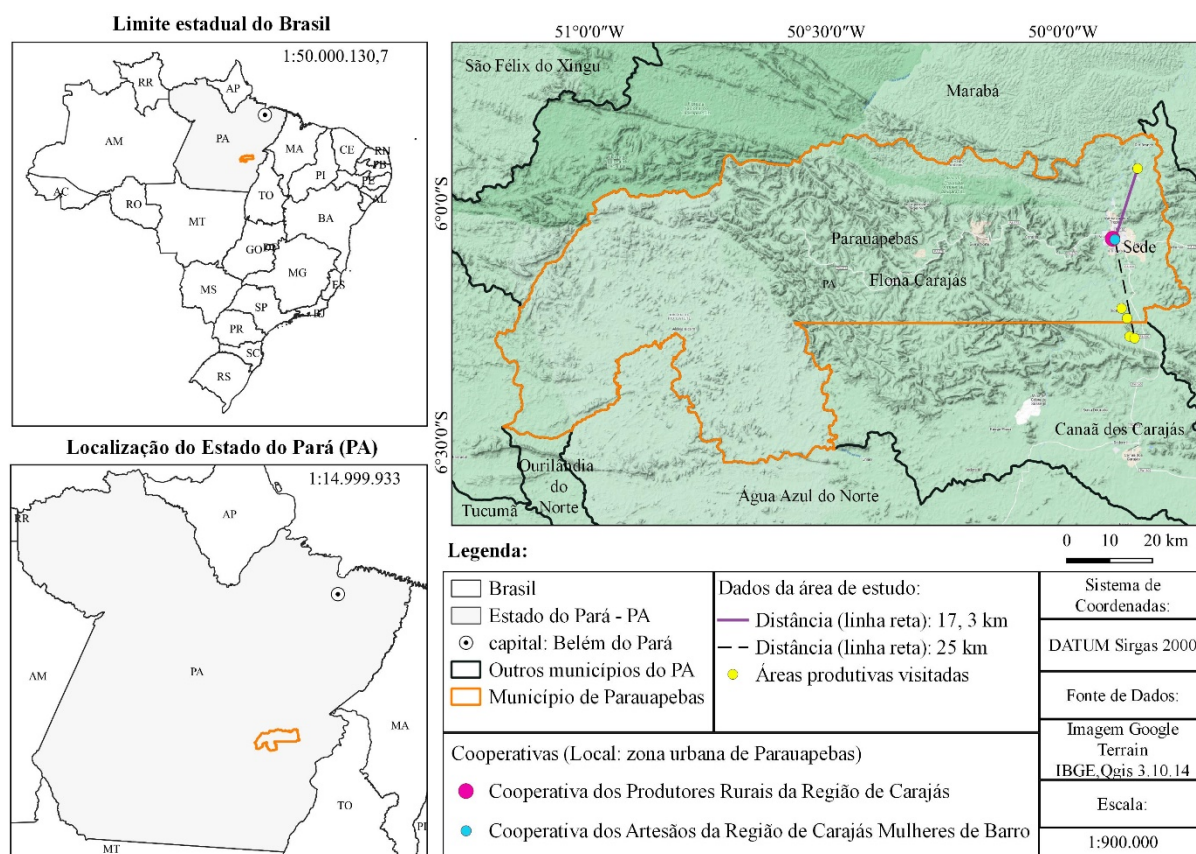 Limite estadual do Brasil
1:50.000.130,7
RR
AP
AM
PA
MA
CE
RN
PB
PE
AL
PI
AC
RO
TO
MT
BA
GO
DF
MG
ES
MS
SP
RJ
PR
SC
RS
Localização do Estado do Pará (PA)
1:14.999.933
RR
AP
AM
PA
MA
TO
PI
MT
51°0'0"W
50°30'0"W
50°0'0"W
6°0'0"S
6°30'0"S
São Félix do Xingu
Marabá
Parauapebas
Sede
Flona Carajás
PA
Canaã dos Carajás
Ourilândia
do
Norte
Tucumã
Água Azul do Norte
0 10 20 km
Legenda:
Brasil
Estado do Pará - PA
capital: Belém do Pará
Outros municípios do PA
Município de Parauapebas
Dados da área de estudo:
Distância (linha reta): 17, 3 km
Distância (linha reta): 25 km
Áreas produtivas visitadas
Cooperativas (Local: zona urbana de Parauapebas)
Cooperativa dos Produtores Rurais da Região de Carajás
Cooperativa dos Artesãos da Região de Carajás Mulheres de Barro
Sistema de
Coordenadas:
DATUM Sirgas 2000
Fonte de Dados:
Imagem Google
Terrain
IBGE,Qgis 3.10.14
Escala:
1:900.000